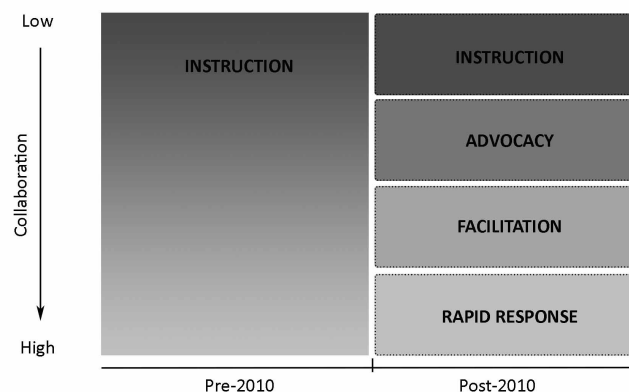 Low
INSTRUCTION
INSTRUCTION
ADVOCACY
Collaboration
FACILITATION
RAPID RESPONSE
High
Pre-2010
Post-2010